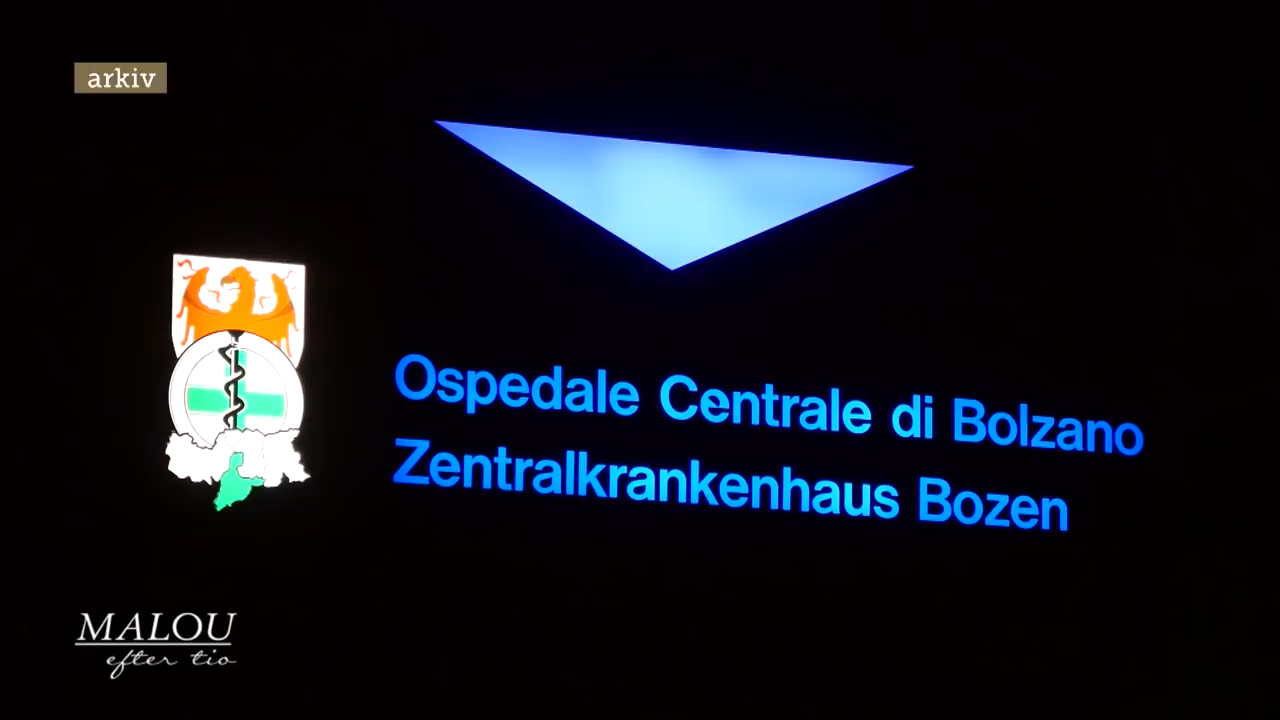 arkiv
Ospedale Centrale di Bolzano
Zentralkrankenhaus Bozen
MALOU
efter tio